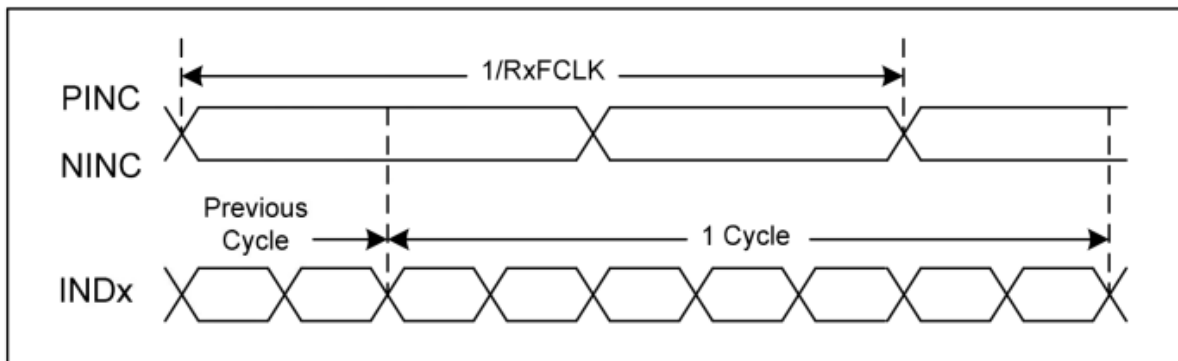 1/RxFCLK
PINC
NINC
Previous
Cycle
1 Cycle
INDx